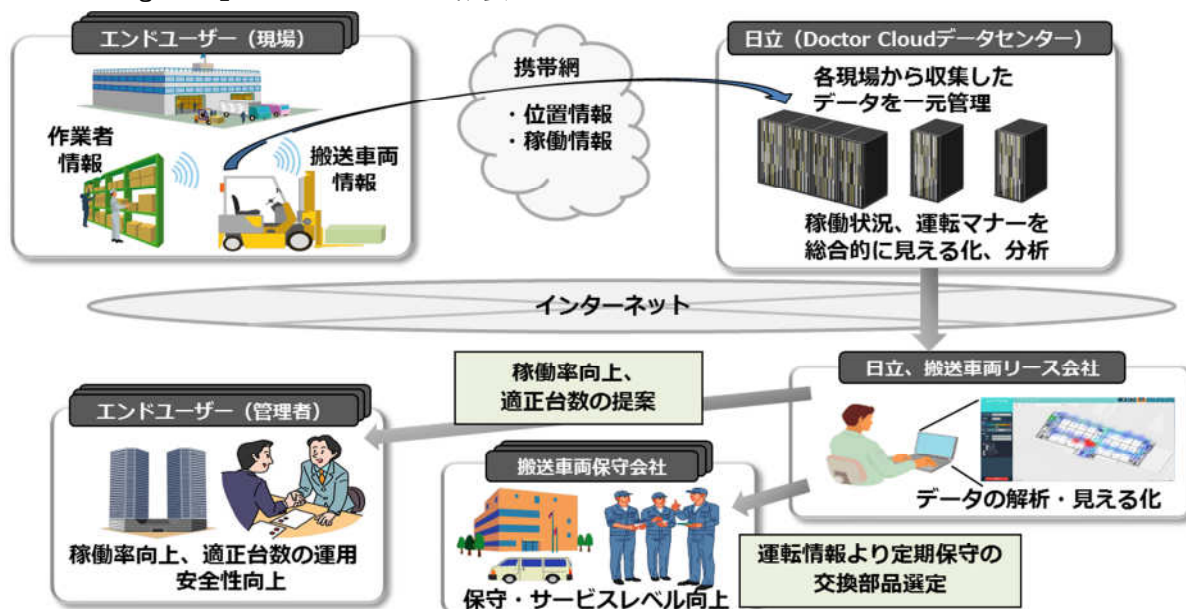 エンドユーザー（現場）
作業者
情報
搬送車両
情報
携帯網
・位置情報
・稼働情報
日立（Doctor Cloudデータセンター）
各現場から収集した
データを一元管理
稼働状況、運転マナーを
総合的に見える化、分析
インターネット
日立、搬送車両リース会社
データの解析・見える化
稼働率向上、
適正台数の提案
エンドユーザー（管理者）
稼働率向上、適正台数の運用
安全性向上
搬送車両保守会社
保守・サービスレベル向上
運転情報より定期保守の
交換部品選定